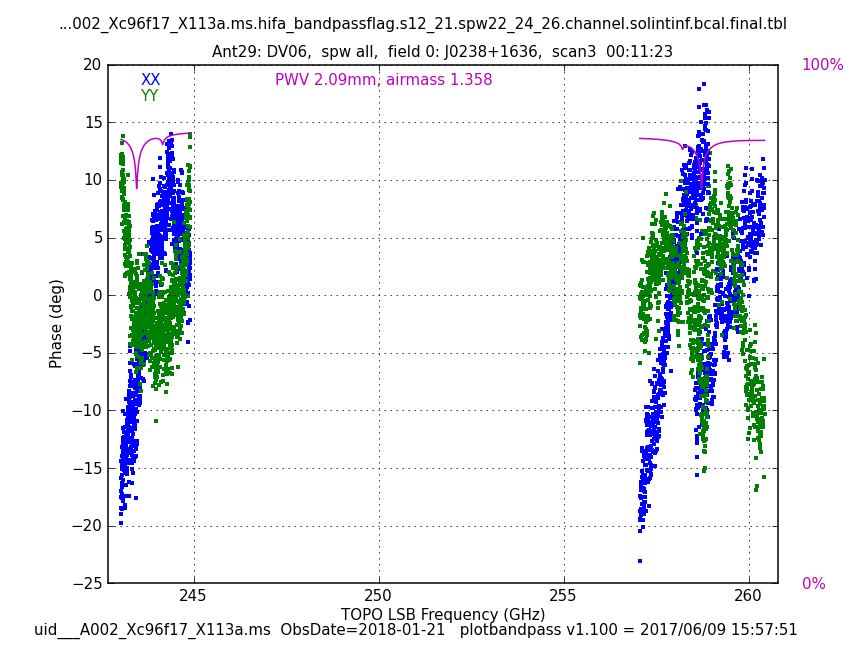 ...002_Xc96f17_X113a.ms.hifa_bandpassflag.s12_21.spw22_24_26.channel.solintinf.bcal.final.tbl
Ant29: DV06,  spw all,  field 0: J0238+1636,  scan3  00:11:23
20
XX
PWV 2.09mm, airmass 1.358
100%
YY
15
10
5
0
−5
−10
−15
−20
−25
Phase (deg)
0%
245
250
255
260
TOPO LSB Frequency (GHz)
uid___A002_Xc96f17_X113a.ms  ObsDate=2018-01-21   plotbandpass v1.100 = 2017/06/09 15:57:51